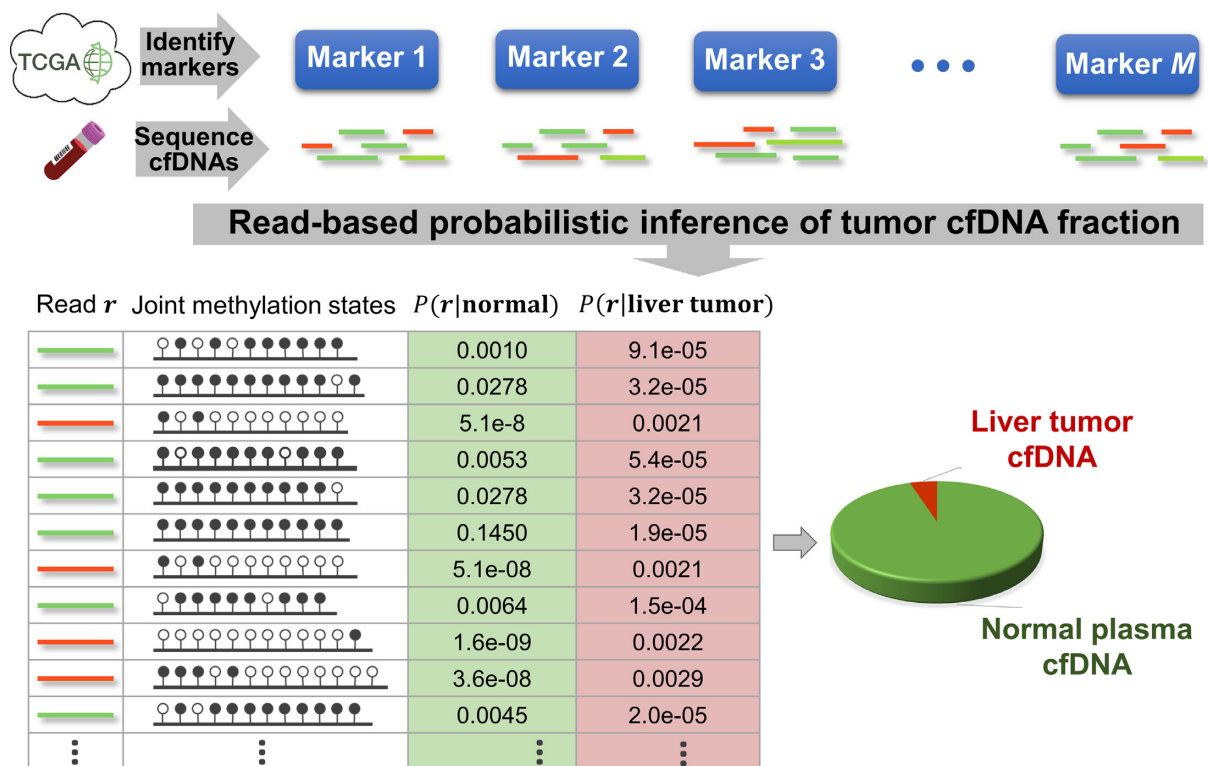 TCGA
Identify
markers
Marker 1
Marker 2
Marker 3
Marker M
Sequence
cfDNAs
Read-based probabilistic inference of tumor cfDNA fraction
Read r Joint methylation states P(r|normal) P(r|liver tumor)
0.0010 9.1e-05
0.0278 3.2e-05
5.1e-8 0.0021
0.0053 5.4e-05
0.0278 3.2e-05
0.1450 1.9e-05
5.1e-08 0.0021
0.0064 1.5e-04
1.6e-09 0.0022
3.6e-08 0.0029
0.0045 2.0e-05
Liver tumor
cfDNA
Normal plasma
cfDNA